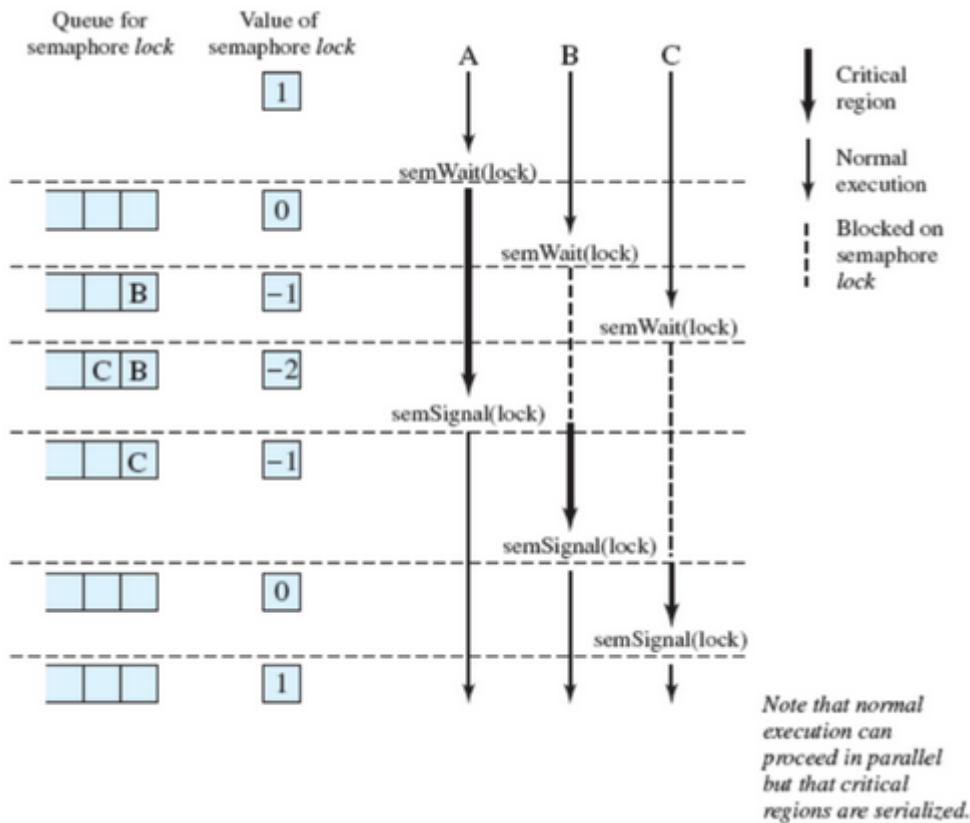 Queue for
semaphore lock
Value of
semaphore lock
A
B
C
1
Critical
region
Normal
execution
Blocked on
semaphore
lock
semWait(lock)
0
semWait(lock)
B
−1
semWait(lock)
C B
−2
semSignal(lock)
C
−1
semSignal(lock)
0
semSignal(lock)
1
Note that normal
execution can
proceed in parallel
but that critical
regions are serialized.